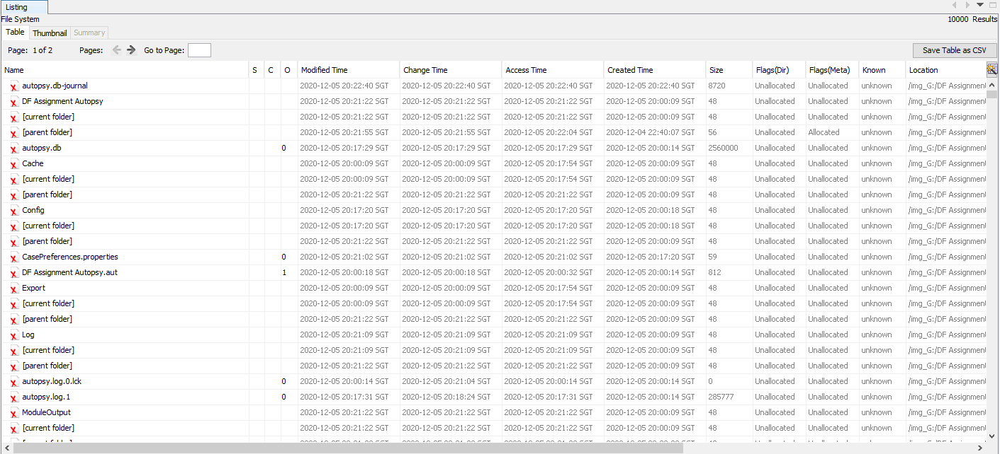 Listing
File System 10000 Results
Table Thumbnail Summary
Page: 1 of 2 Pages: Go to Page: Save Table as CSV
Name S C O Modified Time Change Time Access Time Created Time Size Flags(Dir) Flags(Meta) Known Location
autopsy.db-journal 2020-12-05 20:22:40 SGT 2020-12-05 20:22:40 SGT 2020-12-05 20:22:40 SGT 2020-12-05 20:22:40 SGT 8720 Unallocated Unallocated unknown /img_G:/DF Assignment
DF Assignment Autopsy 2020-12-05 20:21:22 SGT 2020-12-05 20:21:22 SGT 2020-12-05 20:21:22 SGT 2020-12-05 20:00:09 SGT 48 Unallocated Unallocated unknown /img_G:/DF Assignment
[current folder] 2020-12-05 20:21:22 SGT 2020-12-05 20:21:22 SGT 2020-12-05 20:21:22 SGT 2020-12-05 20:00:09 SGT 48 Unallocated Unallocated unknown /img_G:/DF Assignment
[parent folder] 2020-12-05 20:21:55 SGT 2020-12-05 20:21:55 SGT 2020-12-05 20:22:04 SGT 2020-12-04 22:40:07 SGT 56 Unallocated Allocated unknown /img_G:/DF Assignment
autopsy.db 0 2020-12-05 20:17:29 SGT 2020-12-05 20:17:29 SGT 2020-12-05 20:17:29 SGT 2020-12-05 20:00:14 SGT 2560000 Unallocated Unallocated unknown /img_G:/DF Assignment
Cache 2020-12-05 20:00:09 SGT 2020-12-05 20:00:09 SGT 2020-12-05 20:17:54 SGT 2020-12-05 20:00:09 SGT 48 Unallocated Unallocated unknown /img_G:/DF Assignment
[current folder] 2020-12-05 20:00:09 SGT 2020-12-05 20:00:09 SGT 2020-12-05 20:17:54 SGT 2020-12-05 20:00:09 SGT 48 Unallocated Unallocated unknown /img_G:/DF Assignment
[parent folder] 2020-12-05 20:21:22 SGT 2020-12-05 20:21:22 SGT 2020-12-05 20:21:22 SGT 2020-12-05 20:00:09 SGT 48 Unallocated Unallocated unknown /img_G:/DF Assignment
Config 2020-12-05 20:17:20 SGT 2020-12-05 20:17:20 SGT 2020-12-05 20:17:20 SGT 2020-12-05 20:00:18 SGT 48 Unallocated Unallocated unknown /img_G:/DF Assignment
[current folder] 2020-12-05 20:17:20 SGT 2020-12-05 20:17:20 SGT 2020-12-05 20:17:20 SGT 2020-12-05 20:00:18 SGT 48 Unallocated Unallocated unknown /img_G:/DF Assignment
[parent folder] 2020-12-05 20:21:22 SGT 2020-12-05 20:21:22 SGT 2020-12-05 20:21:22 SGT 2020-12-05 20:00:09 SGT 48 Unallocated Unallocated unknown /img_G:/DF Assignment
CasePreferences.properties 0 2020-12-05 20:21:02 SGT 2020-12-05 20:21:02 SGT 2020-12-05 20:21:02 SGT 2020-12-05 20:17:20 SGT 59 Unallocated Unallocated unknown /img_G:/DF Assignment
DF Assignment Autopsy.aut 1 2020-12-05 20:00:18 SGT 2020-12-05 20:00:18 SGT 2020-12-05 20:00:32 SGT 2020-12-05 20:00:14 SGT 812 Unallocated Unallocated unknown /img_G:/DF Assignment
Export 2020-12-05 20:00:09 SGT 2020-12-05 20:00:09 SGT 2020-12-05 20:17:54 SGT 2020-12-05 20:00:09 SGT 48 Unallocated Unallocated unknown /img_G:/DF Assignment
[current folder] 2020-12-05 20:00:09 SGT 2020-12-05 20:00:09 SGT 2020-12-05 20:17:54 SGT 2020-12-05 20:00:09 SGT 48 Unallocated Unallocated unknown /img_G:/DF Assignment
[parent folder] 2020-12-05 20:21:22 SGT 2020-12-05 20:21:22 SGT 2020-12-05 20:21:22 SGT 2020-12-05 20:00:09 SGT 48 Unallocated Unallocated unknown /img_G:/DF Assignment
Log 2020-12-05 20:21:09 SGT 2020-12-05 20:21:09 SGT 2020-12-05 20:21:09 SGT 2020-12-05 20:00:09 SGT 48 Unallocated Unallocated unknown /img_G:/DF Assignment
[current folder] 2020-12-05 20:21:09 SGT 2020-12-05 20:21:09 SGT 2020-12-05 20:21:09 SGT 2020-12-05 20:00:09 SGT 48 Unallocated Unallocated unknown /img_G:/DF Assignment
[parent folder] 2020-12-05 20:21:22 SGT 2020-12-05 20:21:22 SGT 2020-12-05 20:21:22 SGT 2020-12-05 20:00:09 SGT 48 Unallocated Unallocated unknown /img_G:/DF Assignment
autopsy.log.0.lck 0 2020-12-05 20:00:14 SGT 2020-12-05 20:21:04 SGT 2020-12-05 20:00:14 SGT 2020-12-05 20:00:14 SGT 0 Unallocated Unallocated unknown /img_G:/DF Assignment
autopsy.log.1 0 2020-12-05 20:17:31 SGT 2020-12-05 20:18:24 SGT 2020-12-05 20:17:31 SGT 2020-12-05 20:00:14 SGT 285777 Unallocated Unallocated unknown /img_G:/DF Assignment
ModuleOutput 2020-12-05 20:21:22 SGT 2020-12-05 20:21:22 SGT 2020-12-05 20:21:22 SGT 2020-12-05 20:00:09 SGT 48 Unallocated Unallocated unknown /img_G:/DF Assignment
[current folder] 2020-12-05 20:21:22 SGT 2020-12-05 20:21:22 SGT 2020-12-05 20:21:22 SGT 2020-12-05 20:00:09 SGT 48 Unallocated Unallocated unknown /img_G:/DF Assignment